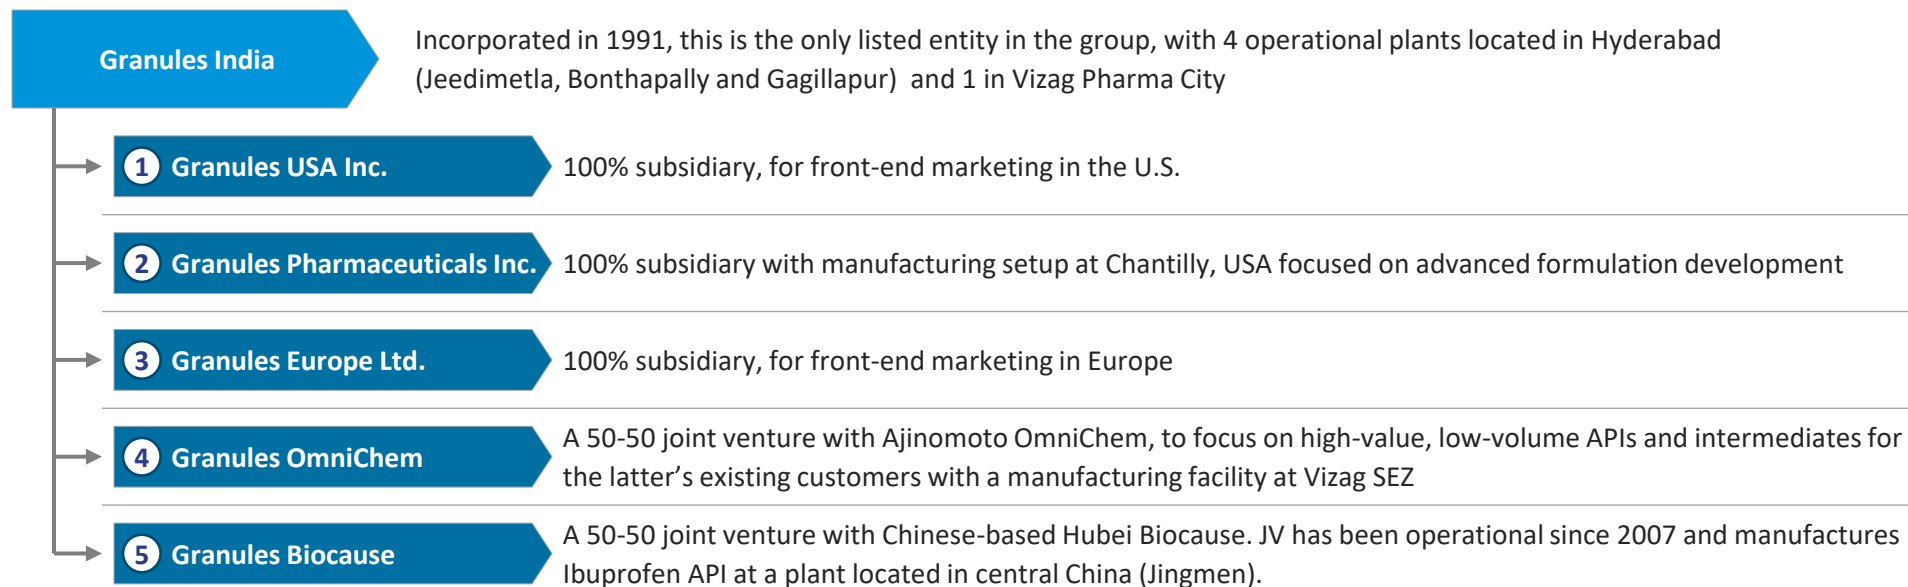 Granules India
Incorporated in 1991, this is the only listed entity in the group, with 4 operational plants located in Hyderabad
(Jeedimetla, Bonthapally and Gagillapur)  and 1 in Vizag Pharma City
1 Granules USA Inc.
100% subsidiary, for front-end marketing in the U.S.
2 Granules Pharmaceuticals Inc.
100% subsidiary with manufacturing setup at Chantilly, USA focused on advanced formulation development
3 Granules Europe Ltd.
100% subsidiary, for front-end marketing in Europe
4 Granules OmniChem
A 50-50 joint venture with Ajinomoto OmniChem, to focus on high-value, low-volume APIs and intermediates for
the latter’s existing customers with a manufacturing facility at Vizag SEZ
5 Granules Biocause
A 50-50 joint venture with Chinese-based Hubei Biocause. JV has been operational since 2007 and manufactures
Ibuprofen API at a plant located in central China (Jingmen).